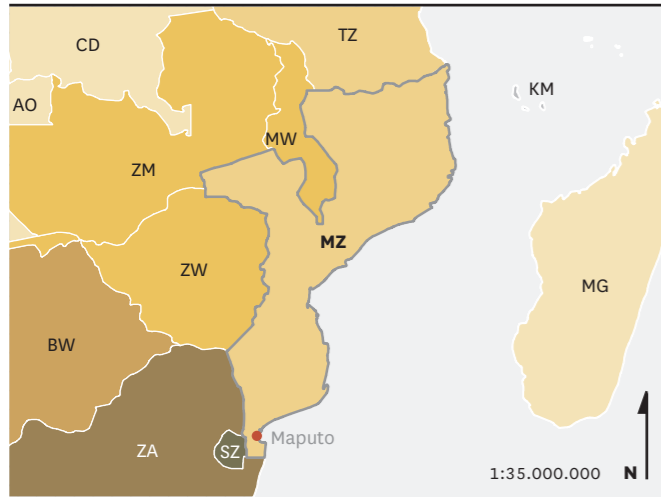 CD
TZ
KM
AO
MW
ZM
MZ
ZW
MG
BW
Maputo
ZA
SZ
1:35.000.000 N